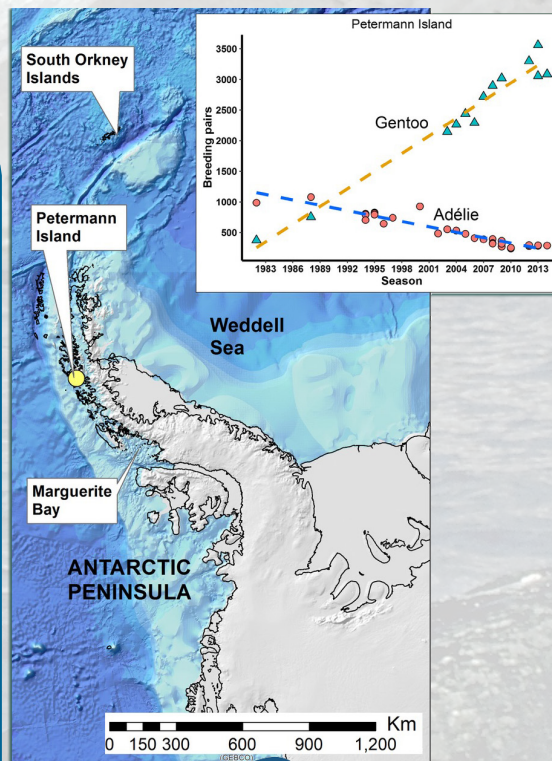 South Orkney
Islands
Petermann
Island
Weddell
Sea
Marguerite
Bay
ANTARCTIC
PENINSULA
Km
0 150 300 600 900 1,200
(GEBCO)
Petermann Island
Breeding pairs
3500
3000
2500
2000
1500
1000
500
Gentoo
Adélie
1983 1986 1989 1992 1995 1998 2001 2004 2007 2010 2013
Season